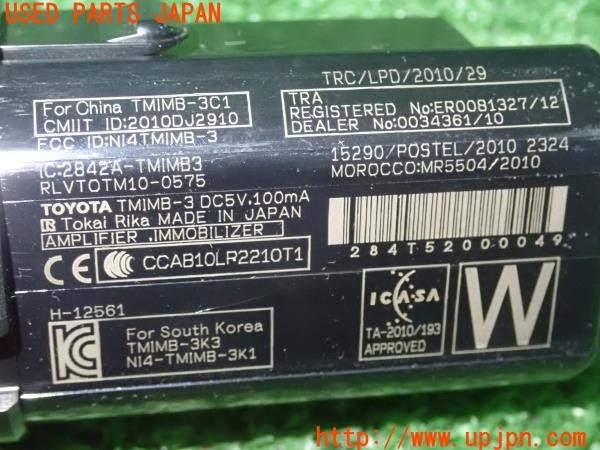 USED PARTS JAPAN
TRC/LPD/2010/29
For China TMIMB-3C1
CMIIT ID:2010DJ2910
FCC ID:NI4TMIMB-3
IC:2842A-TMIMB3
RLVTOTM10-0575
TRA
REGISTERED No:ER0081327/12
DEALER No:0034361/10
15290/POSTEL/2010 2324
MOROCCO:MR5504/2010
TOYOTA TMIMB-3 DC5V.100mA
Tokai Rika MADE IN JAPAN
AMPLIFIER ,IMMOBILIZER
284T52000049
CE CCC CCAB10LR2210T1
H-12561
KC
For South Korea
TMIMB-3K3
NI4-TMIMB-3K1
ICASA
TA-2010/193
APPROVED
W
http://www.upjpn.com/